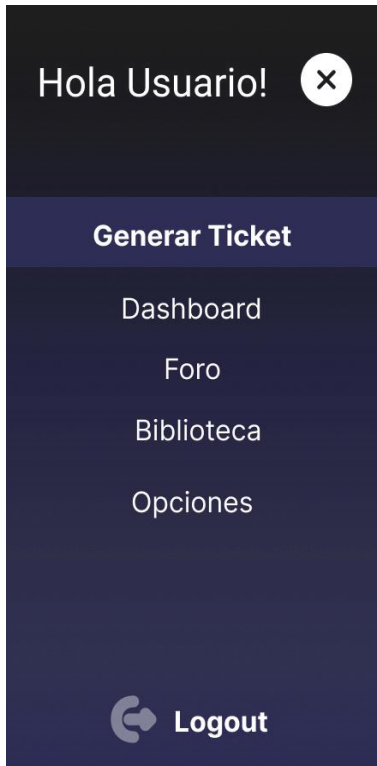 Hola Usuario!
Generar Ticket
Dashboard
Foro
Biblioteca
Opciones
Logout